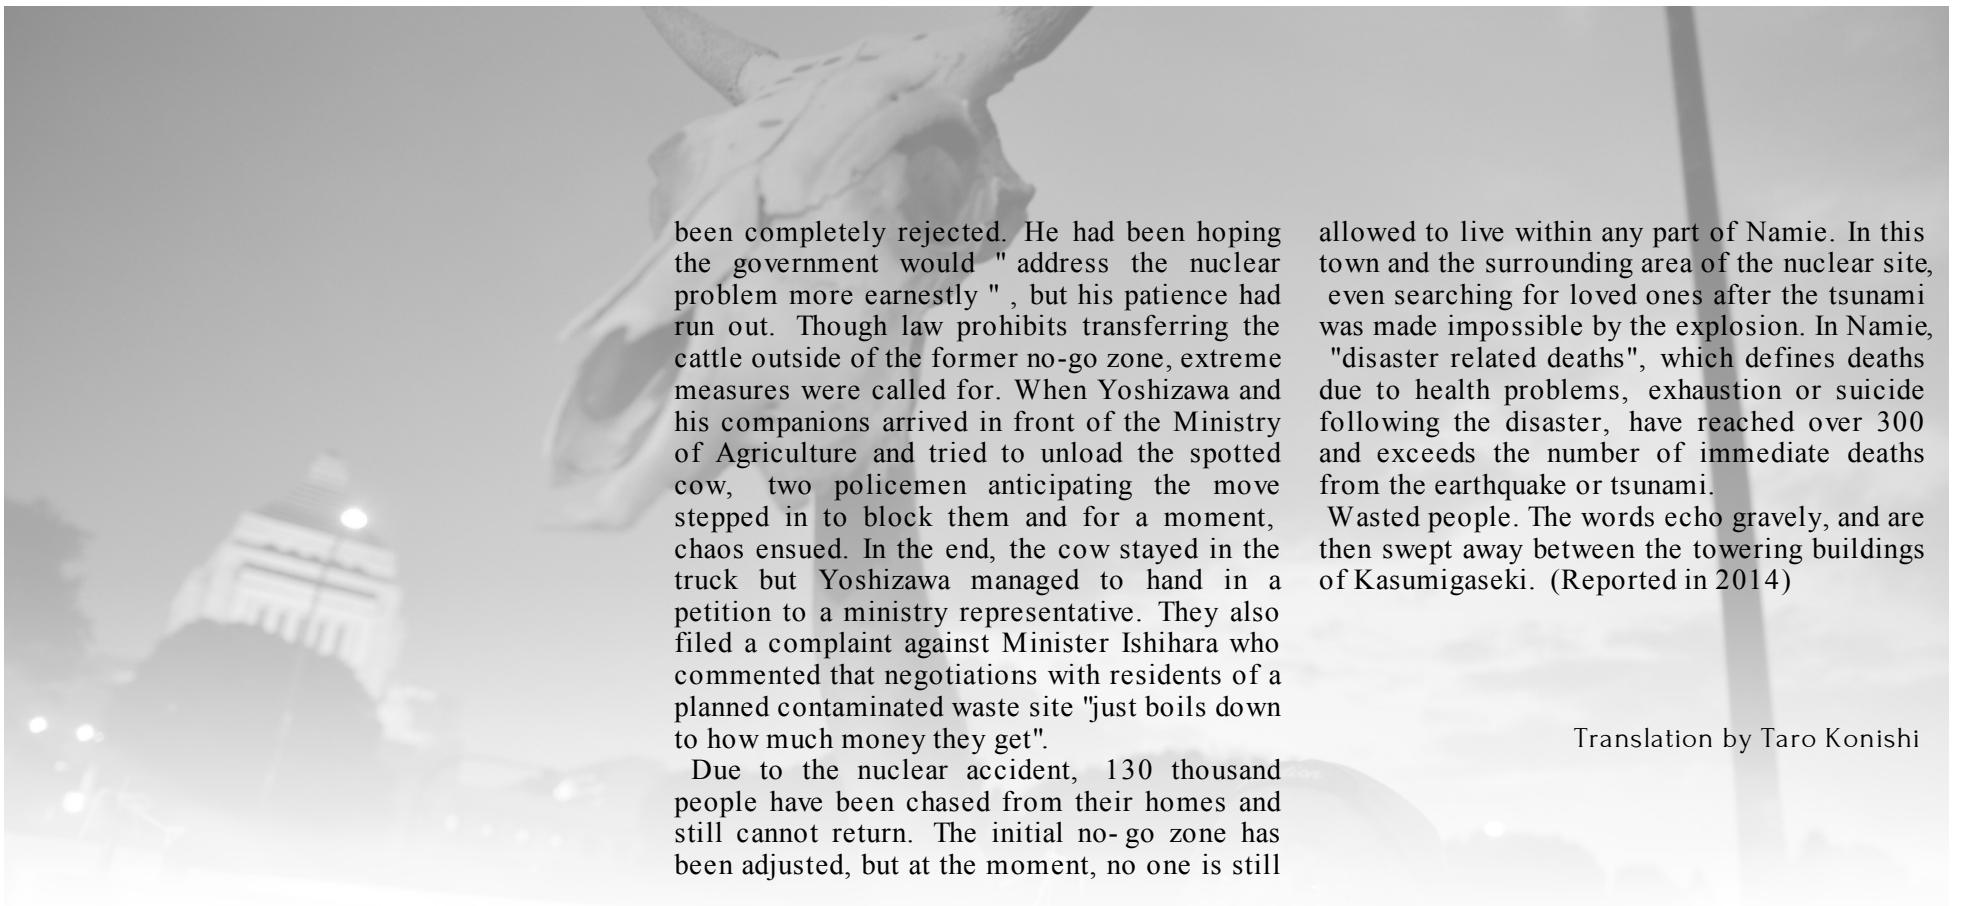 been completely rejected. He had been hoping
the government would " address the nuclear
problem more earnestly " , but his patience had
run out. Though law prohibits transferring the
cattle outside of the former no-go zone, extreme
measures were called for. When Yoshizawa and
his companions arrived in front of the Ministry
of Agriculture and tried to unload the spotted
cow, two policemen anticipating the move
stepped in to block them and for a moment,
chaos ensued. In the end, the cow stayed in the
truck but Yoshizawa managed to hand in a
petition to a ministry representative. They also
filed a complaint against Minister Ishihara who
commented that negotiations with residents of a
planned contaminated waste site "just boils down
to how much money they get".
Due to the nuclear accident, 130 thousand
people have been chased from their homes and
still cannot return. The initial no- go zone has
been adjusted, but at the moment, no one is still
allowed to live within any part of Namie. In this
town and the surrounding area of the nuclear site,
even searching for loved ones after the tsunami
was made impossible by the explosion. In Namie,
"disaster related deaths", which defines deaths
due to health problems, exhaustion or suicide
following the disaster, have reached over 300
and exceeds the number of immediate deaths
from the earthquake or tsunami.
Wasted people. The words echo gravely, and are
then swept away between the towering buildings
of Kasumigaseki. (Reported in 2014)
Translation by Taro Konishi